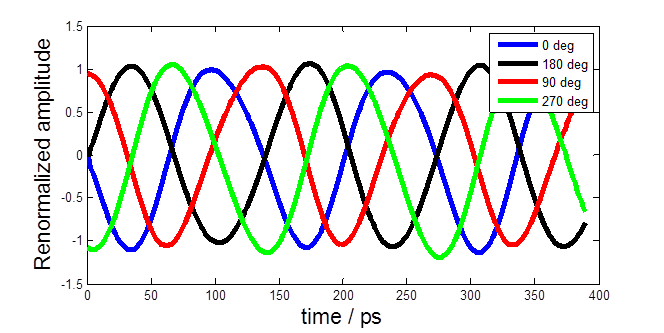 Renormalized amplitude
1.5
1
0.5
0
-0.5
-1
-1.5
0 deg
180 deg
90 deg
270 deg
0 50 100 150 200 250 300 350 400
time / ps